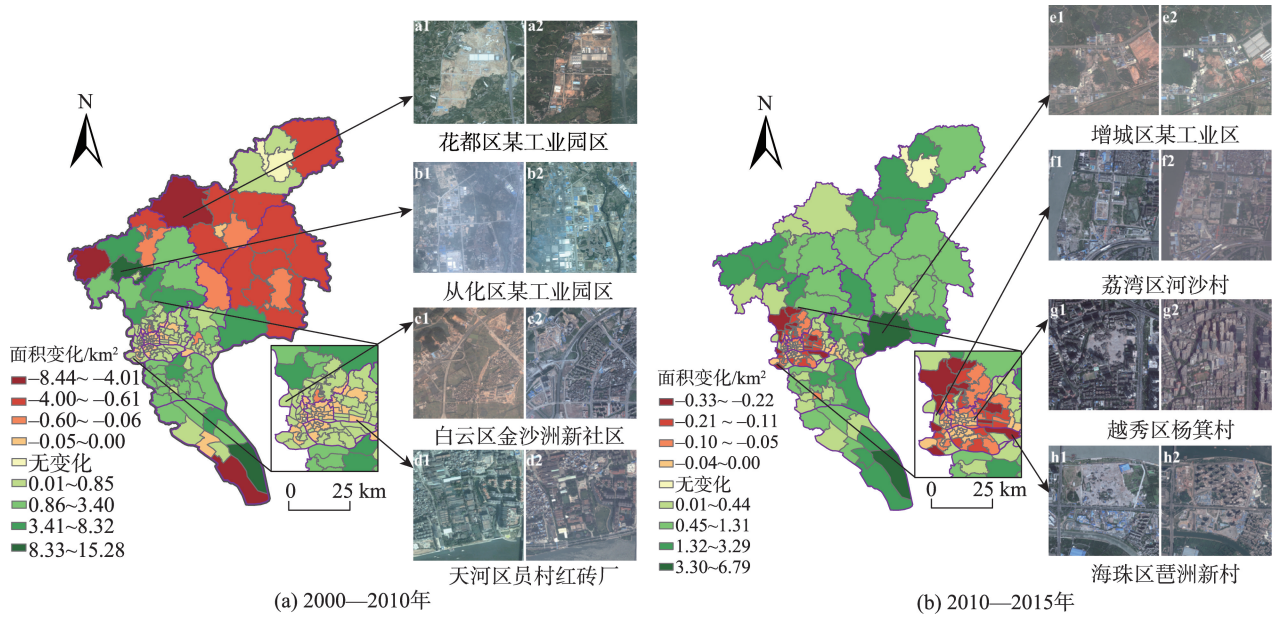 N
a1
a2
花都区某工业园区
b1
b2
从化区某工业园区
c1
c2
白云区金沙洲新社区
d1
d2
天河区员村红砖厂
面积变化/km²
–8.44~ –4.01
–4.00~ –0.61
–0.60~ –0.06
–0.05~0.00
无变化
0.01~0.85
0.86~3.40
3.41~8.32
8.33~15.28
0 25 km
(a) 2000—2010年
N
e1
e2
增城区某工业区
f1
f2
荔湾区河沙村
g1
g2
越秀区杨箕村
h1
h2
海珠区琶洲新村
面积变化/km²
–0.33~ –0.22
–0.21 ~ –0.11
–0.10 ~ –0.05
–0.04~0.00
无变化
0.01~0.44
0.45~1.31
1.32~3.29
3.30~6.79
0 25 km
(b) 2010—2015年